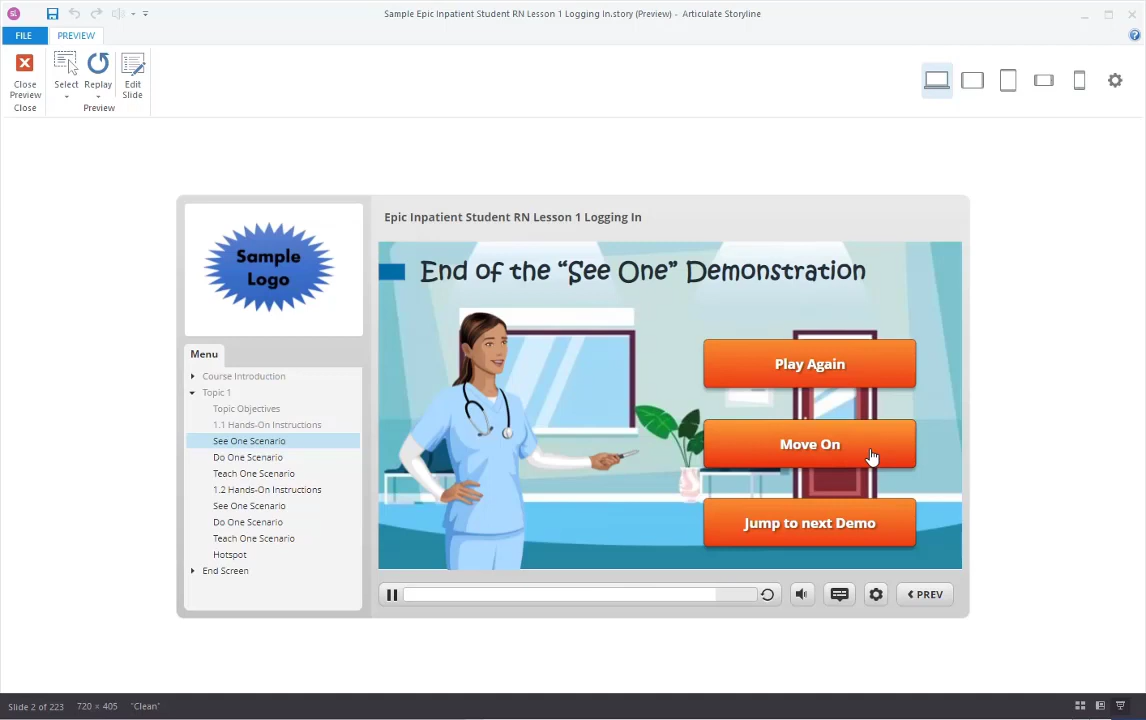 Sample Epic Inpatient Student RN Lesson 1 Logging In.story (Preview) - Articulate Storyline
FILE
PREVIEW
Close
Preview
Select
Replay
Edit
Slide
Close
Preview
Epic Inpatient Student RN Lesson 1 Logging In
Sample
Logo
End of the “See One” Demonstration
Menu
Course Introduction
Topic 1
Topic Objectives
1.1 Hands-On Instructions
See One Scenario
Do One Scenario
Teach One Scenario
1.2 Hands-On Instructions
See One Scenario
Do One Scenario
Teach One Scenario
Hotspot
End Screen
Play Again
Move On
Jump to next Demo
PREV
Slide 2 of 223
720 × 405
"Clean"